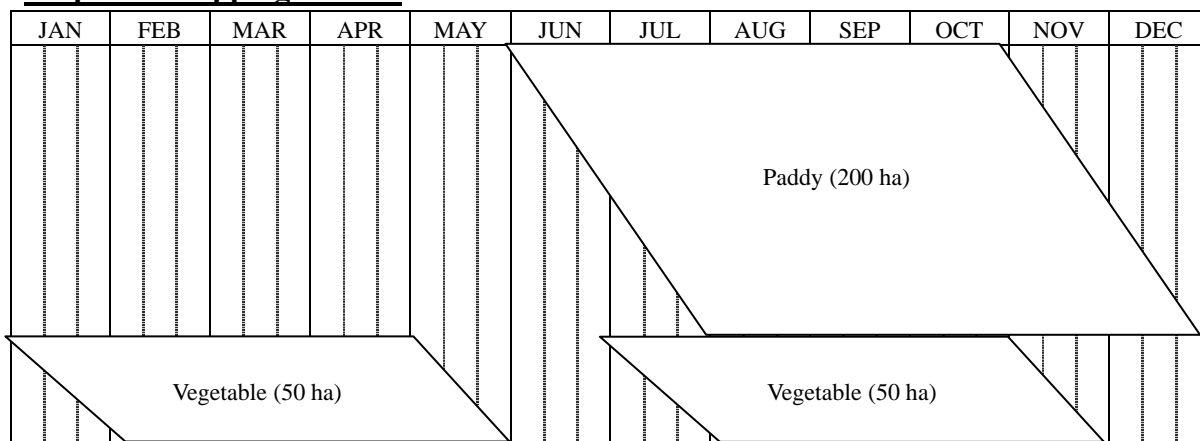 JAN FEB MAR APR MAY JUN JUL AUG SEP OCT NOV DEC
Paddy (200 ha)
Vegetable (50 ha) Vegetable (50 ha)